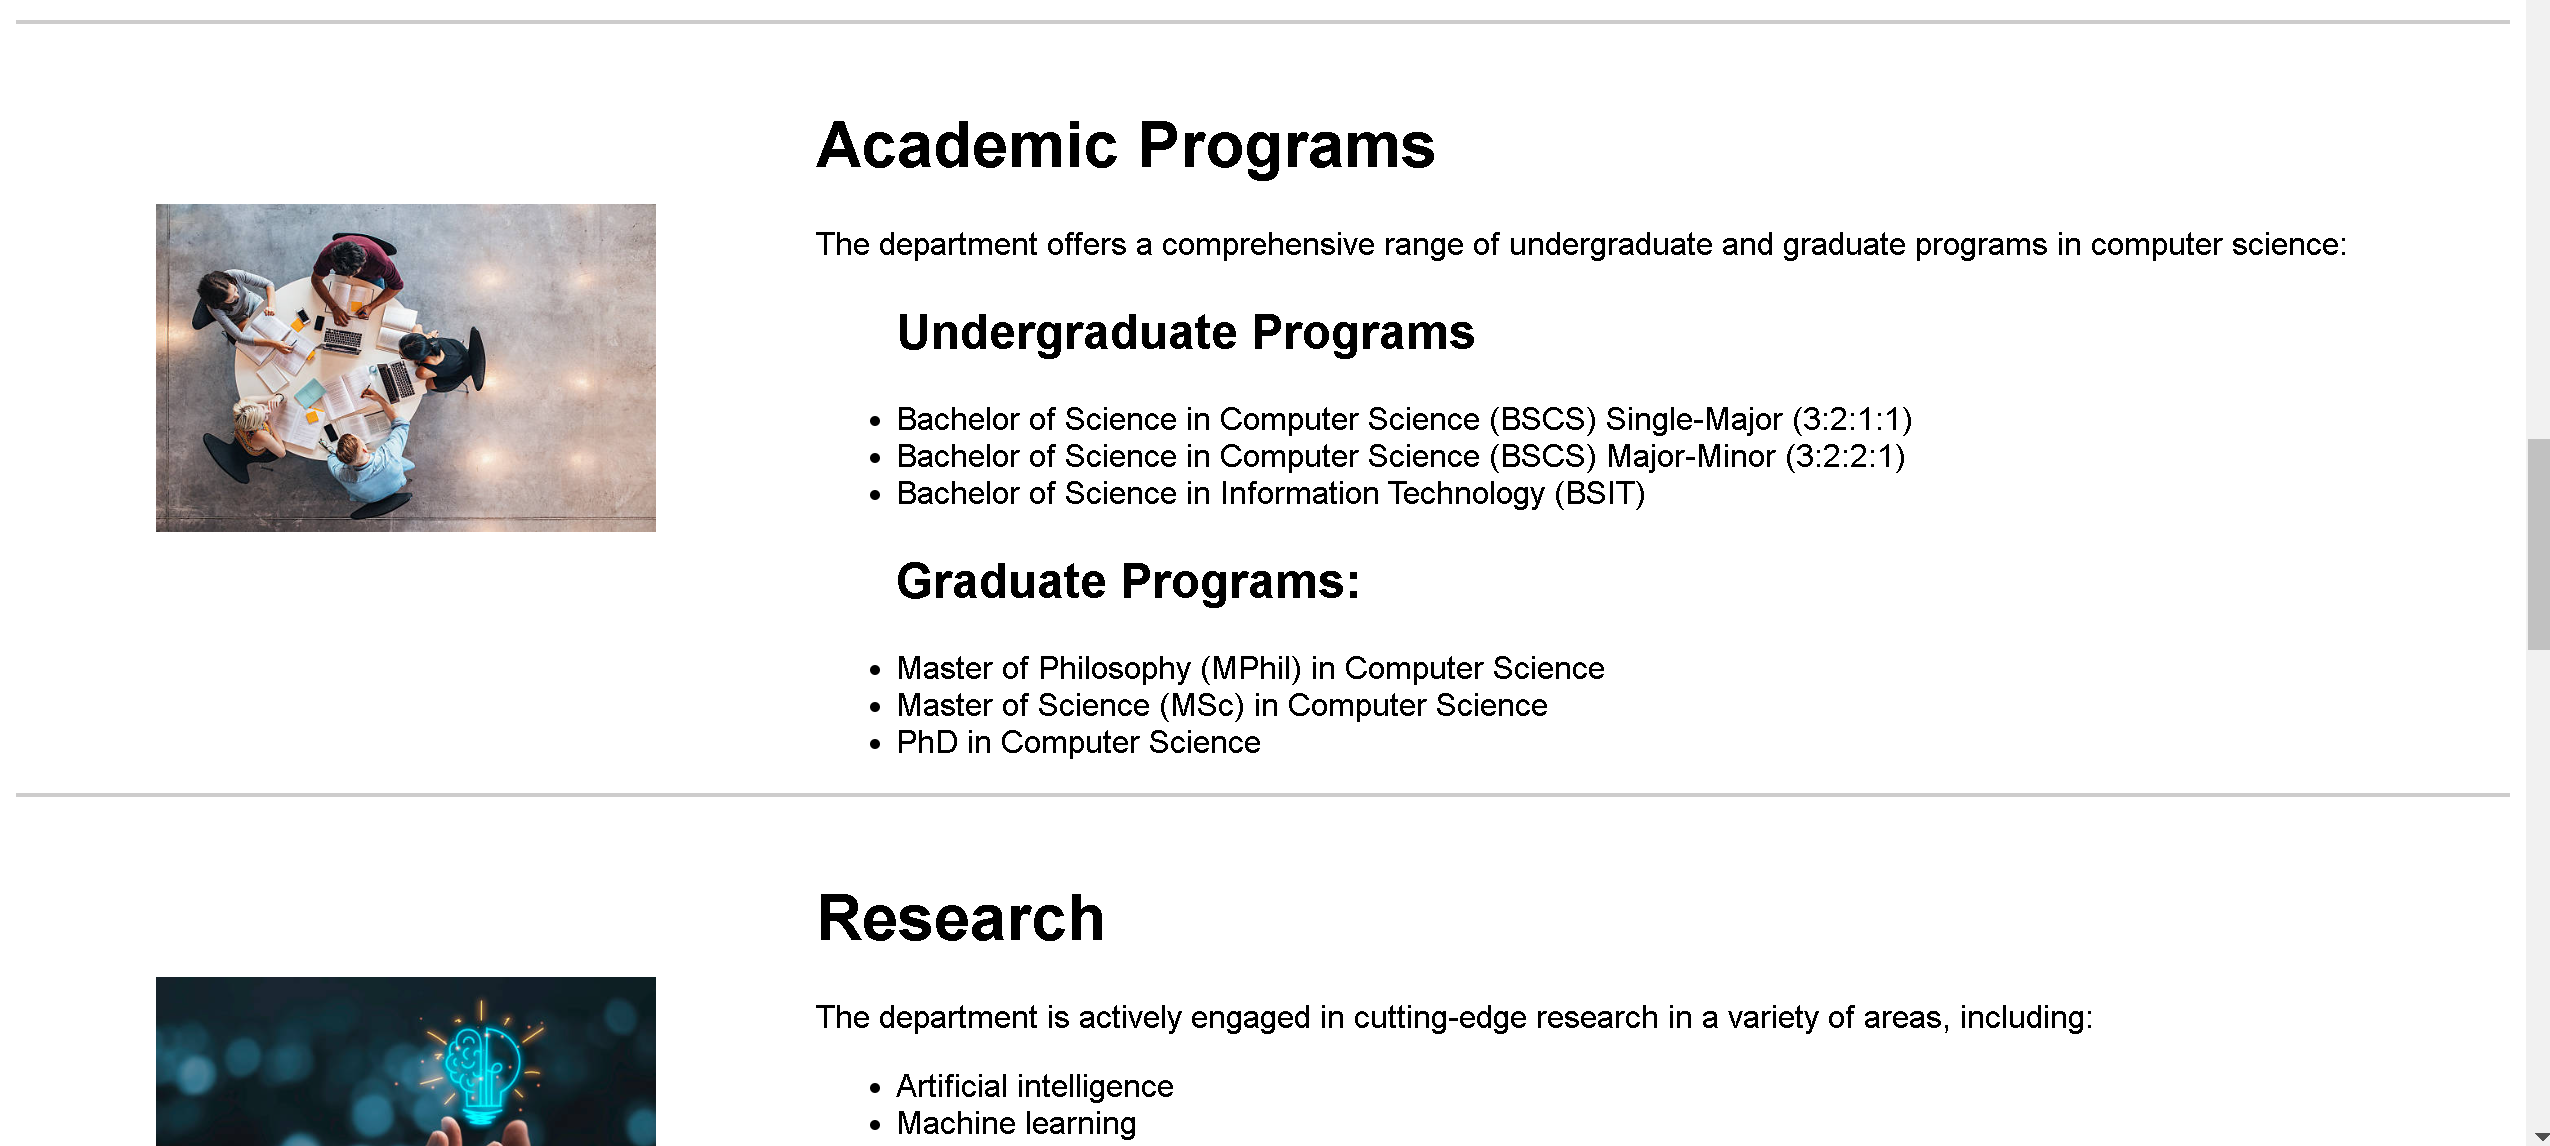 Academic Programs
The department offers a comprehensive range of undergraduate and graduate programs in computer science:
Undergraduate Programs
Bachelor of Science in Computer Science (BSCS) Single-Major (3:2:1:1)
Bachelor of Science in Computer Science (BSCS) Major-Minor (3:2:2:1)
Bachelor of Science in Information Technology (BSIT)
Graduate Programs:
Master of Philosophy (MPhil) in Computer Science
Master of Science (MSc) in Computer Science
PhD in Computer Science
Research
The department is actively engaged in cutting-edge research in a variety of areas, including:
Artificial intelligence
Machine learning